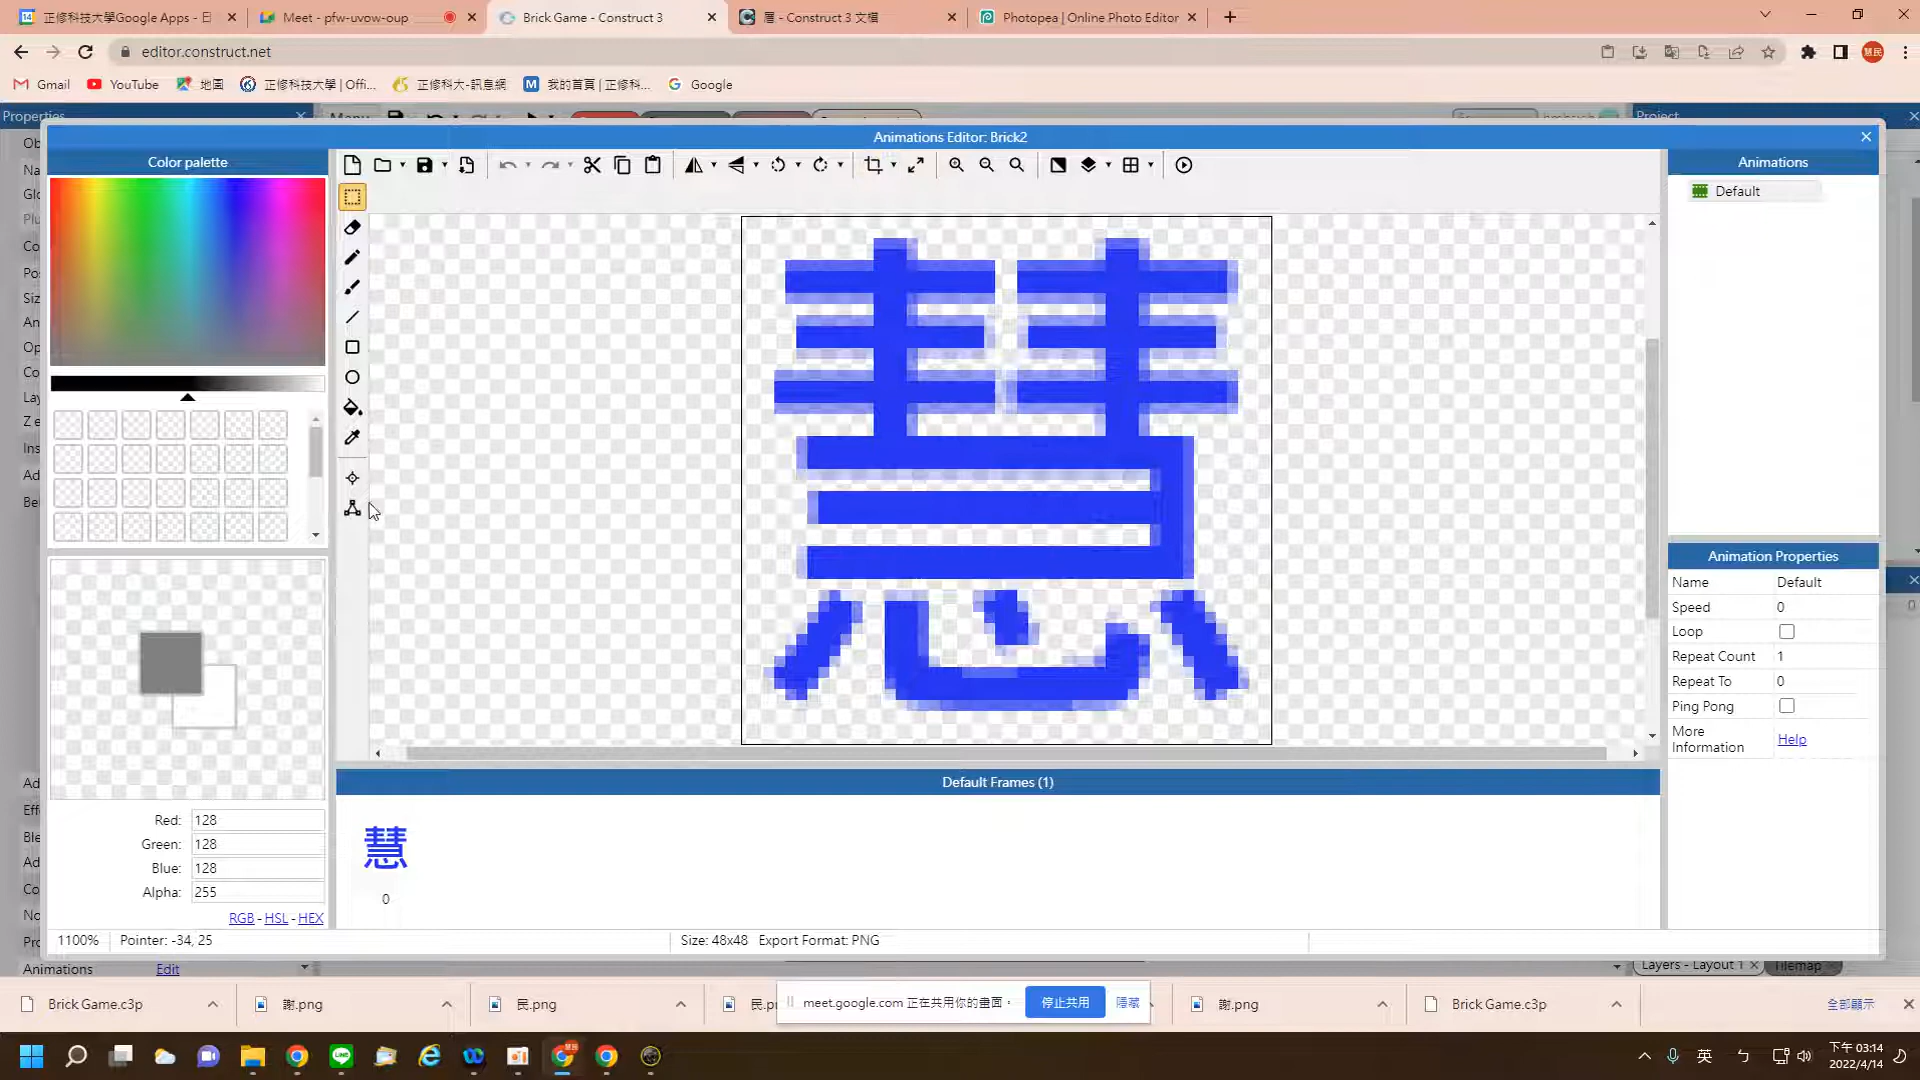 正修科技大學Google Apps - 日
Meet - pfw-uvow-oup
Brick Game - Construct 3
層 - Construct 3 文檔
Photopea | Online Photo Editor
editor.construct.net
Gmail
YouTube
地圖
正修科技大學 | Offi...
正修科大-訊息網
我的首頁 | 正修科...
Google
慧民
Properties
Menu
Project
Animations Editor: Brick2
Color palette
Animations
Default
慧
Animation Properties
Name Default
Speed 0
Loop
Repeat Count 1
Repeat To 0
Ping Pong
More Information Help
Default Frames (1)
慧
0
Red: 128
Green: 128
Blue: 128
Alpha: 255
RGB - HSL - HEX
1100%
Pointer: -34, 25
Size: 48x48 Export Format: PNG
Animations Edit
Layers - Layout 1
Tilemap
Brick Game.c3p
謝.png
民.png
meet.google.com 正在共用你的畫面。
停止共用
隱藏
謝.png
Brick Game.c3p
全部顯示
英
ㄅ
下午 03:14
2022/4/14